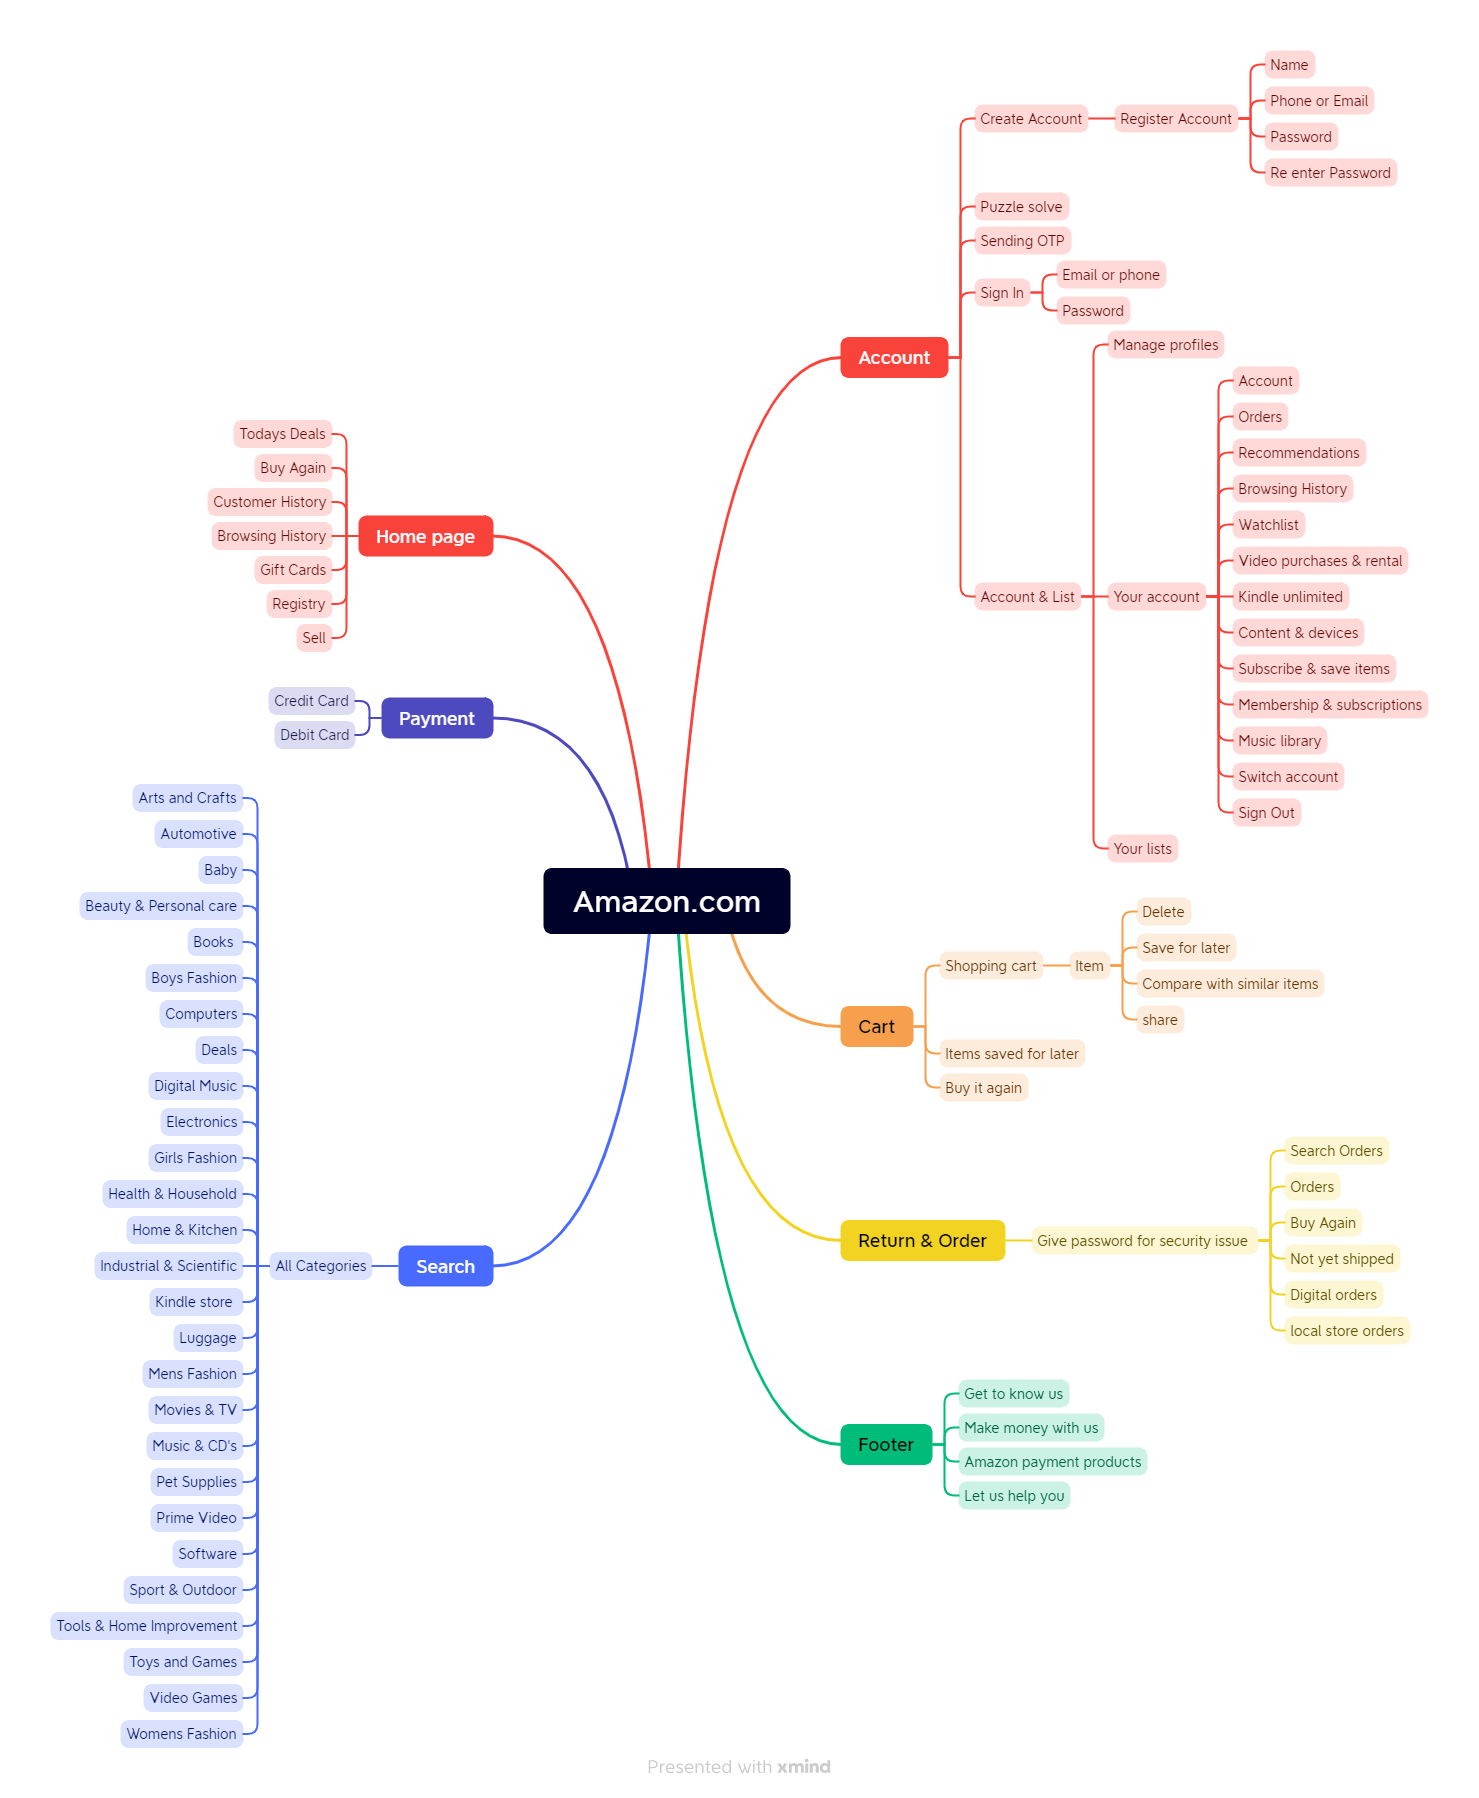 Amazon.com
Account
Create Account
Register Account
Name
Phone or Email
Password
Re enter Password
Puzzle solve
Sending OTP
Sign In
Email or phone
Password
Account & List
Manage profiles
Your account
Account
Orders
Recommendations
Browsing History
Watchlist
Video purchases & rental
Kindle unlimited
Content & devices
Subscribe & save items
Membership & subscriptions
Music library
Switch account
Sign Out
Your lists
Cart
Shopping cart
Item
Delete
Save for later
Compare with similar items
share
Items saved for later
Buy it again
Return & Order
Give password for security issue
Search Orders
Orders
Buy Again
Not yet shipped
Digital orders
local store orders
Footer
Get to know us
Make money with us
Amazon payment products
Let us help you
Home page
Todays Deals
Buy Again
Customer History
Browsing History
Gift Cards
Registry
Sell
Payment
Credit Card
Debit Card
Search
All Categories
Arts and Crafts
Automotive
Baby
Beauty & Personal care
Books
Boys Fashion
Computers
Deals
Digital Music
Electronics
Girls Fashion
Health & Household
Home & Kitchen
Industrial & Scientific
Kindle store
Luggage
Mens Fashion
Movies & TV
Music & CD's
Pet Supplies
Prime Video
Software
Sport & Outdoor
Tools & Home Improvement
Toys and Games
Video Games
Womens Fashion
Presented with xmind